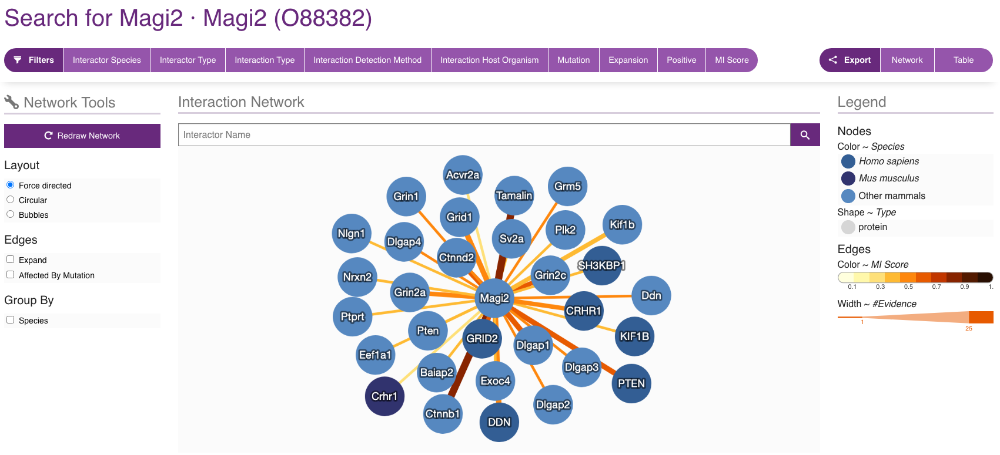 Search for Magi2 · Magi2 (O88382)
Filters
Interactor Species
Interactor Type
Interaction Type
Interaction Detection Method
Interaction Host Organism
Mutation
Expansion
Positive
MI Score
Export
Network
Table
Network Tools
Redraw Network
Layout
Force directed
Circular
Bubbles
Edges
Expand
Affected By Mutation
Group By
Species
Interaction Network
Interactor Name
Acvr2a
Grm5
Tamalin
Grin1
Grid1
Kif1b
Plk2
Nlgn1
Sv2a
Dlgap4
Ctnnd2
SH3KBP1
Grin2c
Nrxn2
Grin2a
Ddn
Magi2
CRHR1
Ptprt
Pten
KIF1B
GRID2
Dlgap1
Eef1a1
Dlgap3
Baiap2
Exoc4
PTEN
Crhr1
Dlgap2
Ctnnb1
DDN
Legend
Nodes
Color ~ Species
Homo sapiens
Mus musculus
Other mammals
Shape ~ Type
protein
Edges
Color ~ MI Score
0.1 0.3 0.5 0.7 0.9 1.
Width ~ #Evidence
1
25